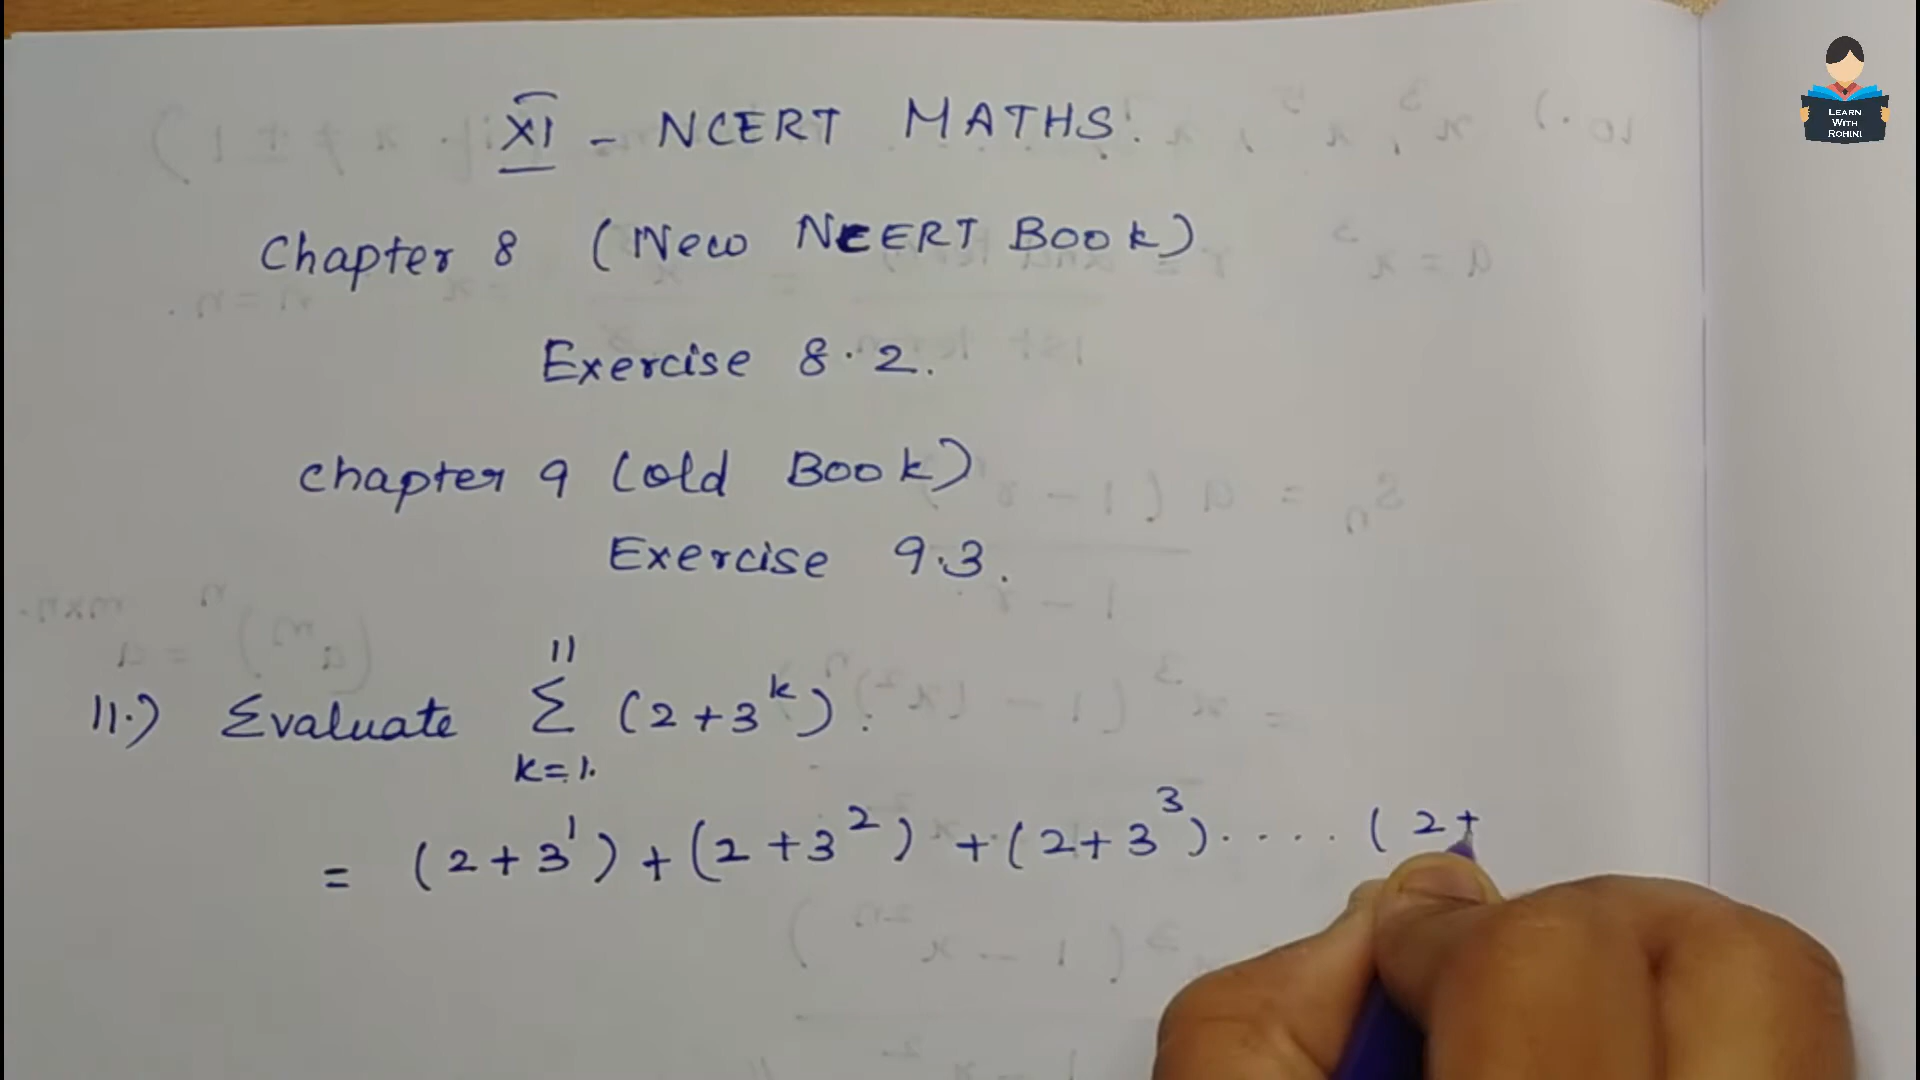 XI - NCERT MATHS.
Chapter 8 (New NCERT Book)
Exercise 8.2.
chapter 9 (old Book)
Exercise 9.3.
11.) Evaluate 11 Σ k=1. (2+3^k).
= (2+3^1)+(2+3^2)+(2+3^3).....(2+
LEARN
WITH
ROHINI